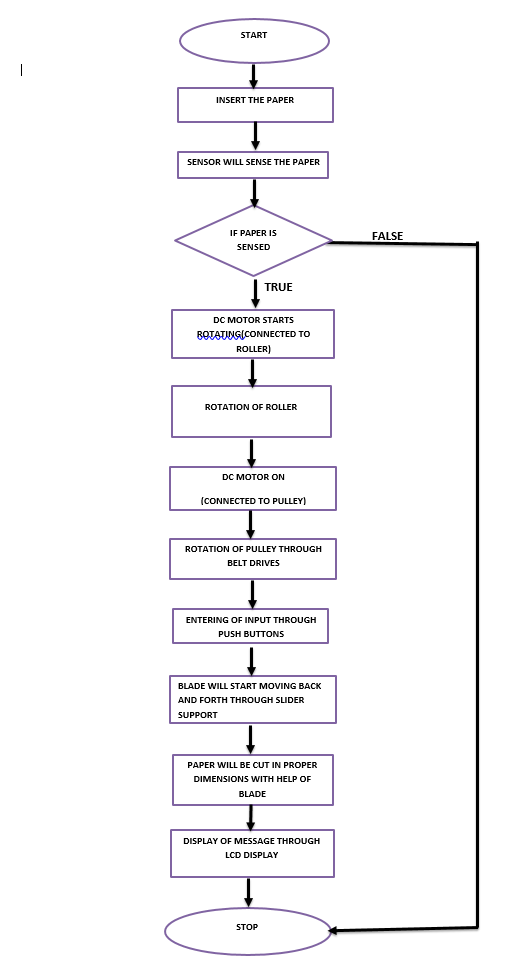 START
INSERT THE PAPER
SENSOR WILL SENSE THE PAPER
IF PAPER IS
SENSED
FALSE
TRUE
DC MOTOR STARTS
ROTATING(CONNECTED TO
ROLLER)
ROTATION OF ROLLER
DC MOTOR ON
(CONNECTED TO PULLEY)
ROTATION OF PULLEY THROUGH
BELT DRIVES
ENTERING OF INPUT THROUGH
PUSH BUTTONS
BLADE WILL START MOVING BACK
AND FORTH THROUGH SLIDER
SUPPORT
PAPER WILL BE CUT IN PROPER
DIMENSIONS WITH HELP OF
BLADE
DISPLAY OF MESSAGE THROUGH
LCD DISPLAY
STOP